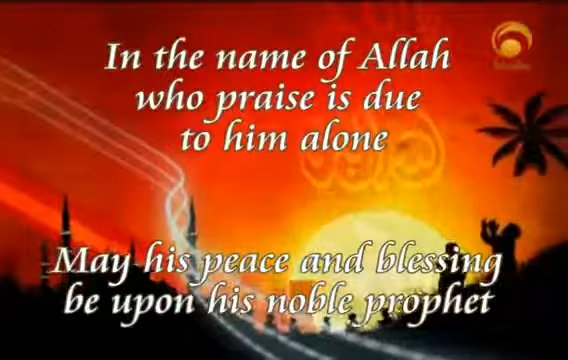 In the name of Allah
who praise is due
to him alone
May his peace and blessing
be upon his noble prophet